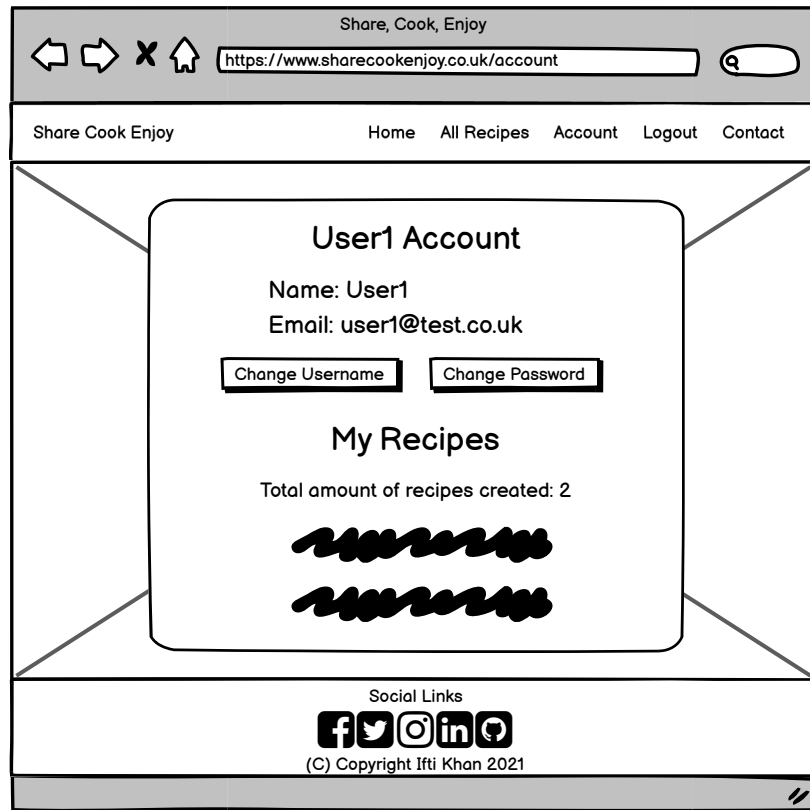 Share, Cook, Enjoy
https://www.sharecookenjoy.co.uk/account
Share Cook Enjoy Home All Recipes Account Logout Contact
User1 Account
Name: User1
Email: user1@test.co.uk
Change Username Change Password
My Recipes
Total amount of recipes created: 2
Social Links
(C) Copyright Ifti Khan 2021